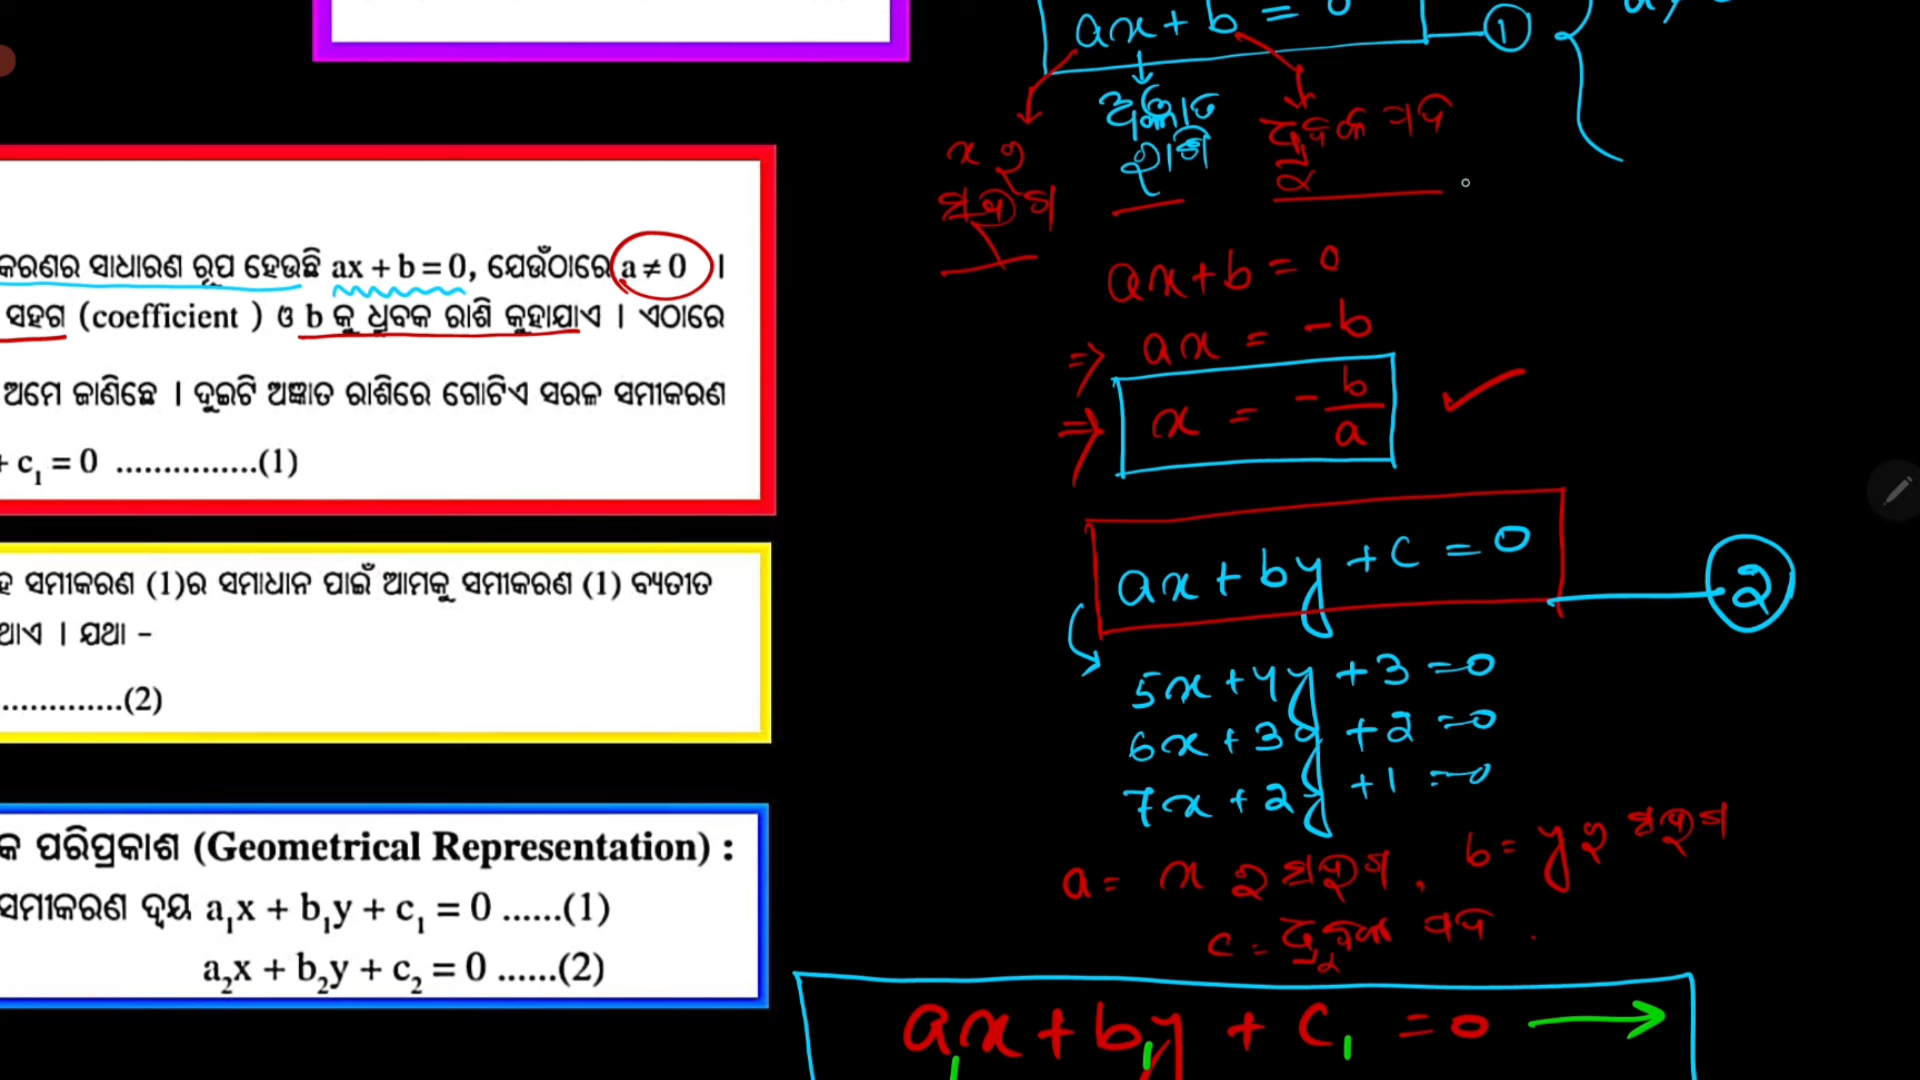 କରଣର ସାଧାରଣ ରୂପ ହେଉଛି ax + b = 0, ଯେଉଁଠାରେ a ≠ 0 ।
ସହଗ (coefficient ) ଓ b କୁ ଧ୍ରୁବକ ରାଶି କୁହାଯାଏ । ଏଠାରେ
ଅମେ ଜାଣିଛେ । ଦୁଇଟି ଅଜ୍ଞାତ ରାଶିରେ ଗୋଟିଏ ସରଳ ସମୀକରଣ
+ c₁ = 0 ...............(1)
ହ ସମୀକରଣ (1)ର ସମାଧାନ ପାଇଁ ଆମକୁ ସମୀକରଣ (1) ବ୍ୟତୀତ
ଥାଏ । ଯଥା –
.............(2)
କ ପରିପ୍ରକାଶ (Geometrical Representation) :
ସମୀକରଣ ଦ୍ୱୟ a₁x + b₁y + c₁ = 0 ......(1)
a₂x + b₂y + c₂ = 0 ......(2)
ax + b = 0 1
ଅଜ୍ଞାତ
ରାଶି
ଧ୍ରୁବକ ପଦ
x ର
ସହଗ
ax + b = 0
⇒ ax = -b
⇒ x = -b/a
ax + by + c = 0 2
5x + 4y + 3 = 0
6x + 3y + 2 = 0
7x + 2y + 1 = 0
a = x ର ସହଗ , b = y ର ସହଗ
c = ଧ୍ରୁବକ ପଦ .
a₁x + b₁y + c₁ = 0 →